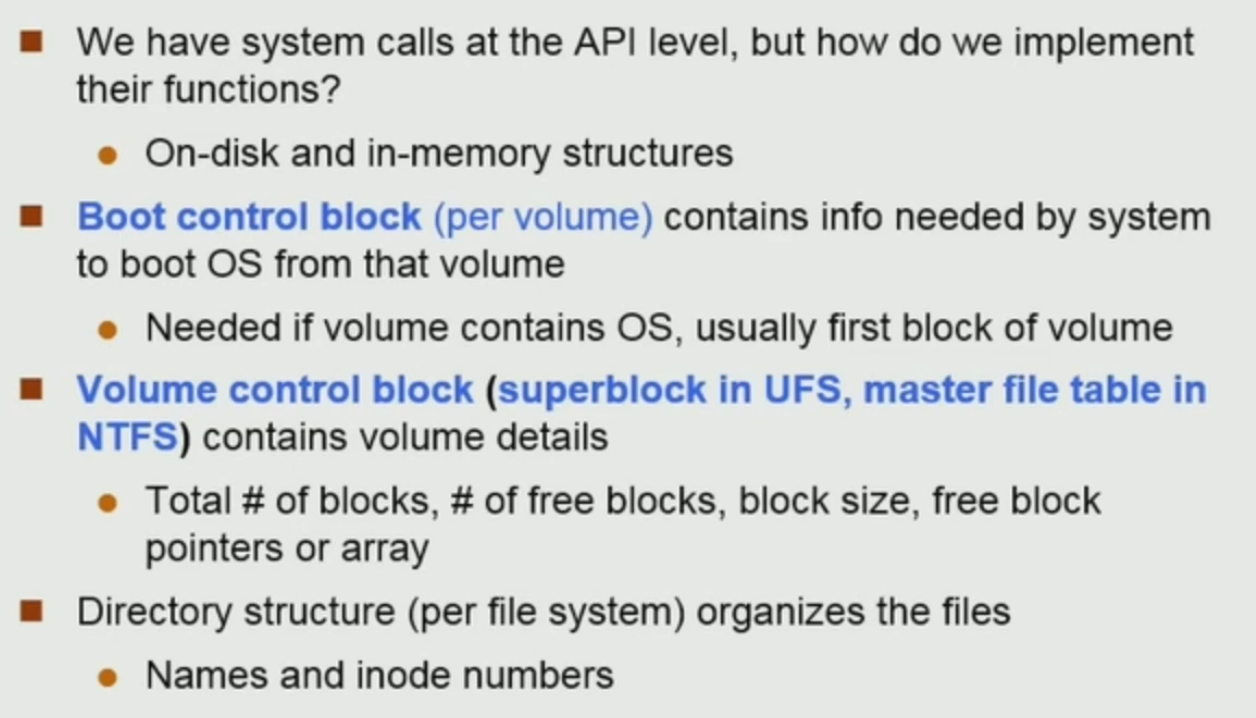 We have system calls at the API level, but how do we implement
their functions?
On-disk and in-memory structures
Boot control block (per volume) contains info needed by system
to boot OS from that volume
Needed if volume contains OS, usually first block of volume
Volume control block (superblock in UFS, master file table in
NTFS) contains volume details
Total # of blocks, # of free blocks, block size, free block
pointers or array
Directory structure (per file system) organizes the files
Names and inode numbers